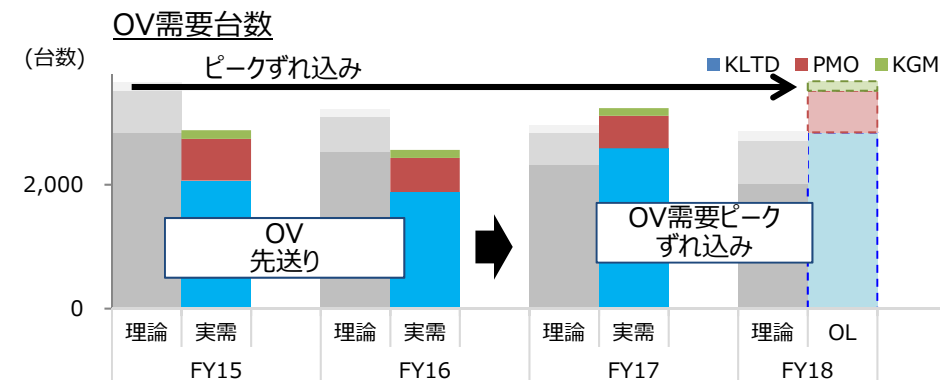 OV需要台数
(台数)
ピークずれ込み
KLTD PMO KGM
2,000
OV
先送り
OV需要ピーク
ずれ込み
0
理論 実需 理論 実需 理論 実需 理論 OL
FY15 FY16 FY17 FY18